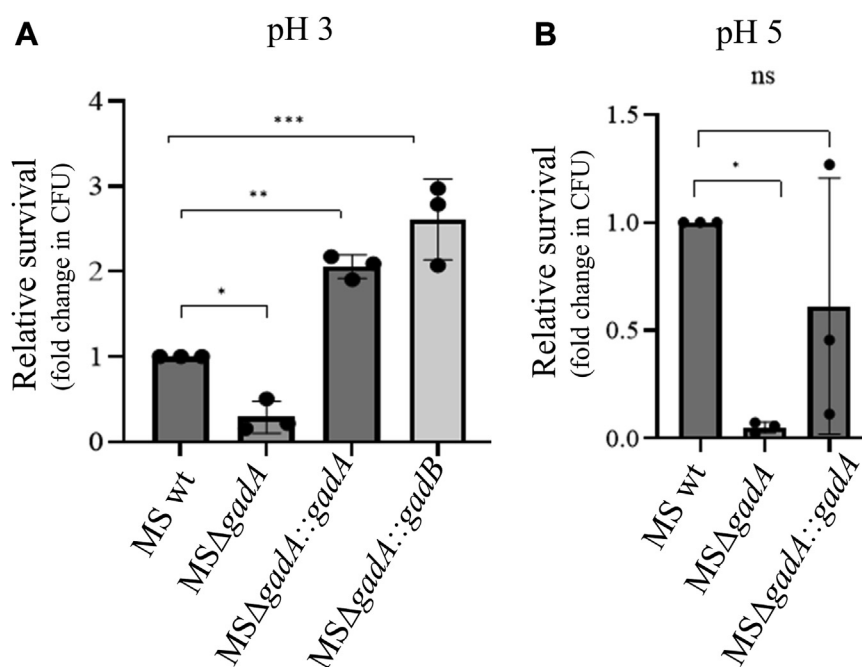 A
pH 3
Relative survival
(fold change in CFU)
4
3
2
1
0
***
**
*
MS wt
MSΔgadA
MSΔgadA::gadA
MSΔgadA::gadB
B
pH 5
ns
Relative survival
(fold change in CFU)
1.5
1.0
0.5
0.0
*
MS wt
MSΔgadA
MSΔgadA::gadA